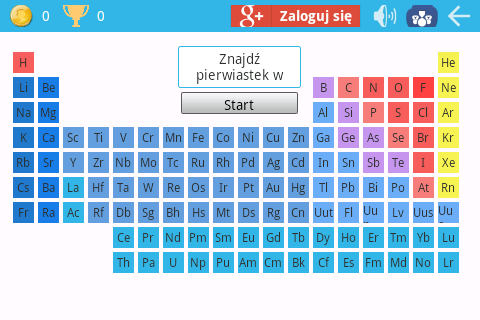 0 0 g+ Zaloguj się
Znajdź
pierwiastek w
Start
H He
Li Be B C N O F Ne
Na Mg Al Si P S Cl Ar
K Ca Sc Ti V Cr Mn Fe Co Ni Cu Zn Ga Ge As Se Br Kr
Rb Sr Y Zr Nb Mo Tc Ru Rh Pd Ag Cd In Sn Sb Te I Xe
Cs Ba La Hf Ta W Re Os Ir Pt Au Hg Tl Pb Bi Po At Rn
Fr Ra Ac Rf Db Sg Bh Hs Mt Ds Rg Cn Uut Fl Uu Lv Uus Uu
Ce Pr Nd Pm Sm Eu Gd Tb Dy Ho Er Tm Yb Lu
Th Pa U Np Pu Am Cm Bk Cf Es Fm Md No Lr